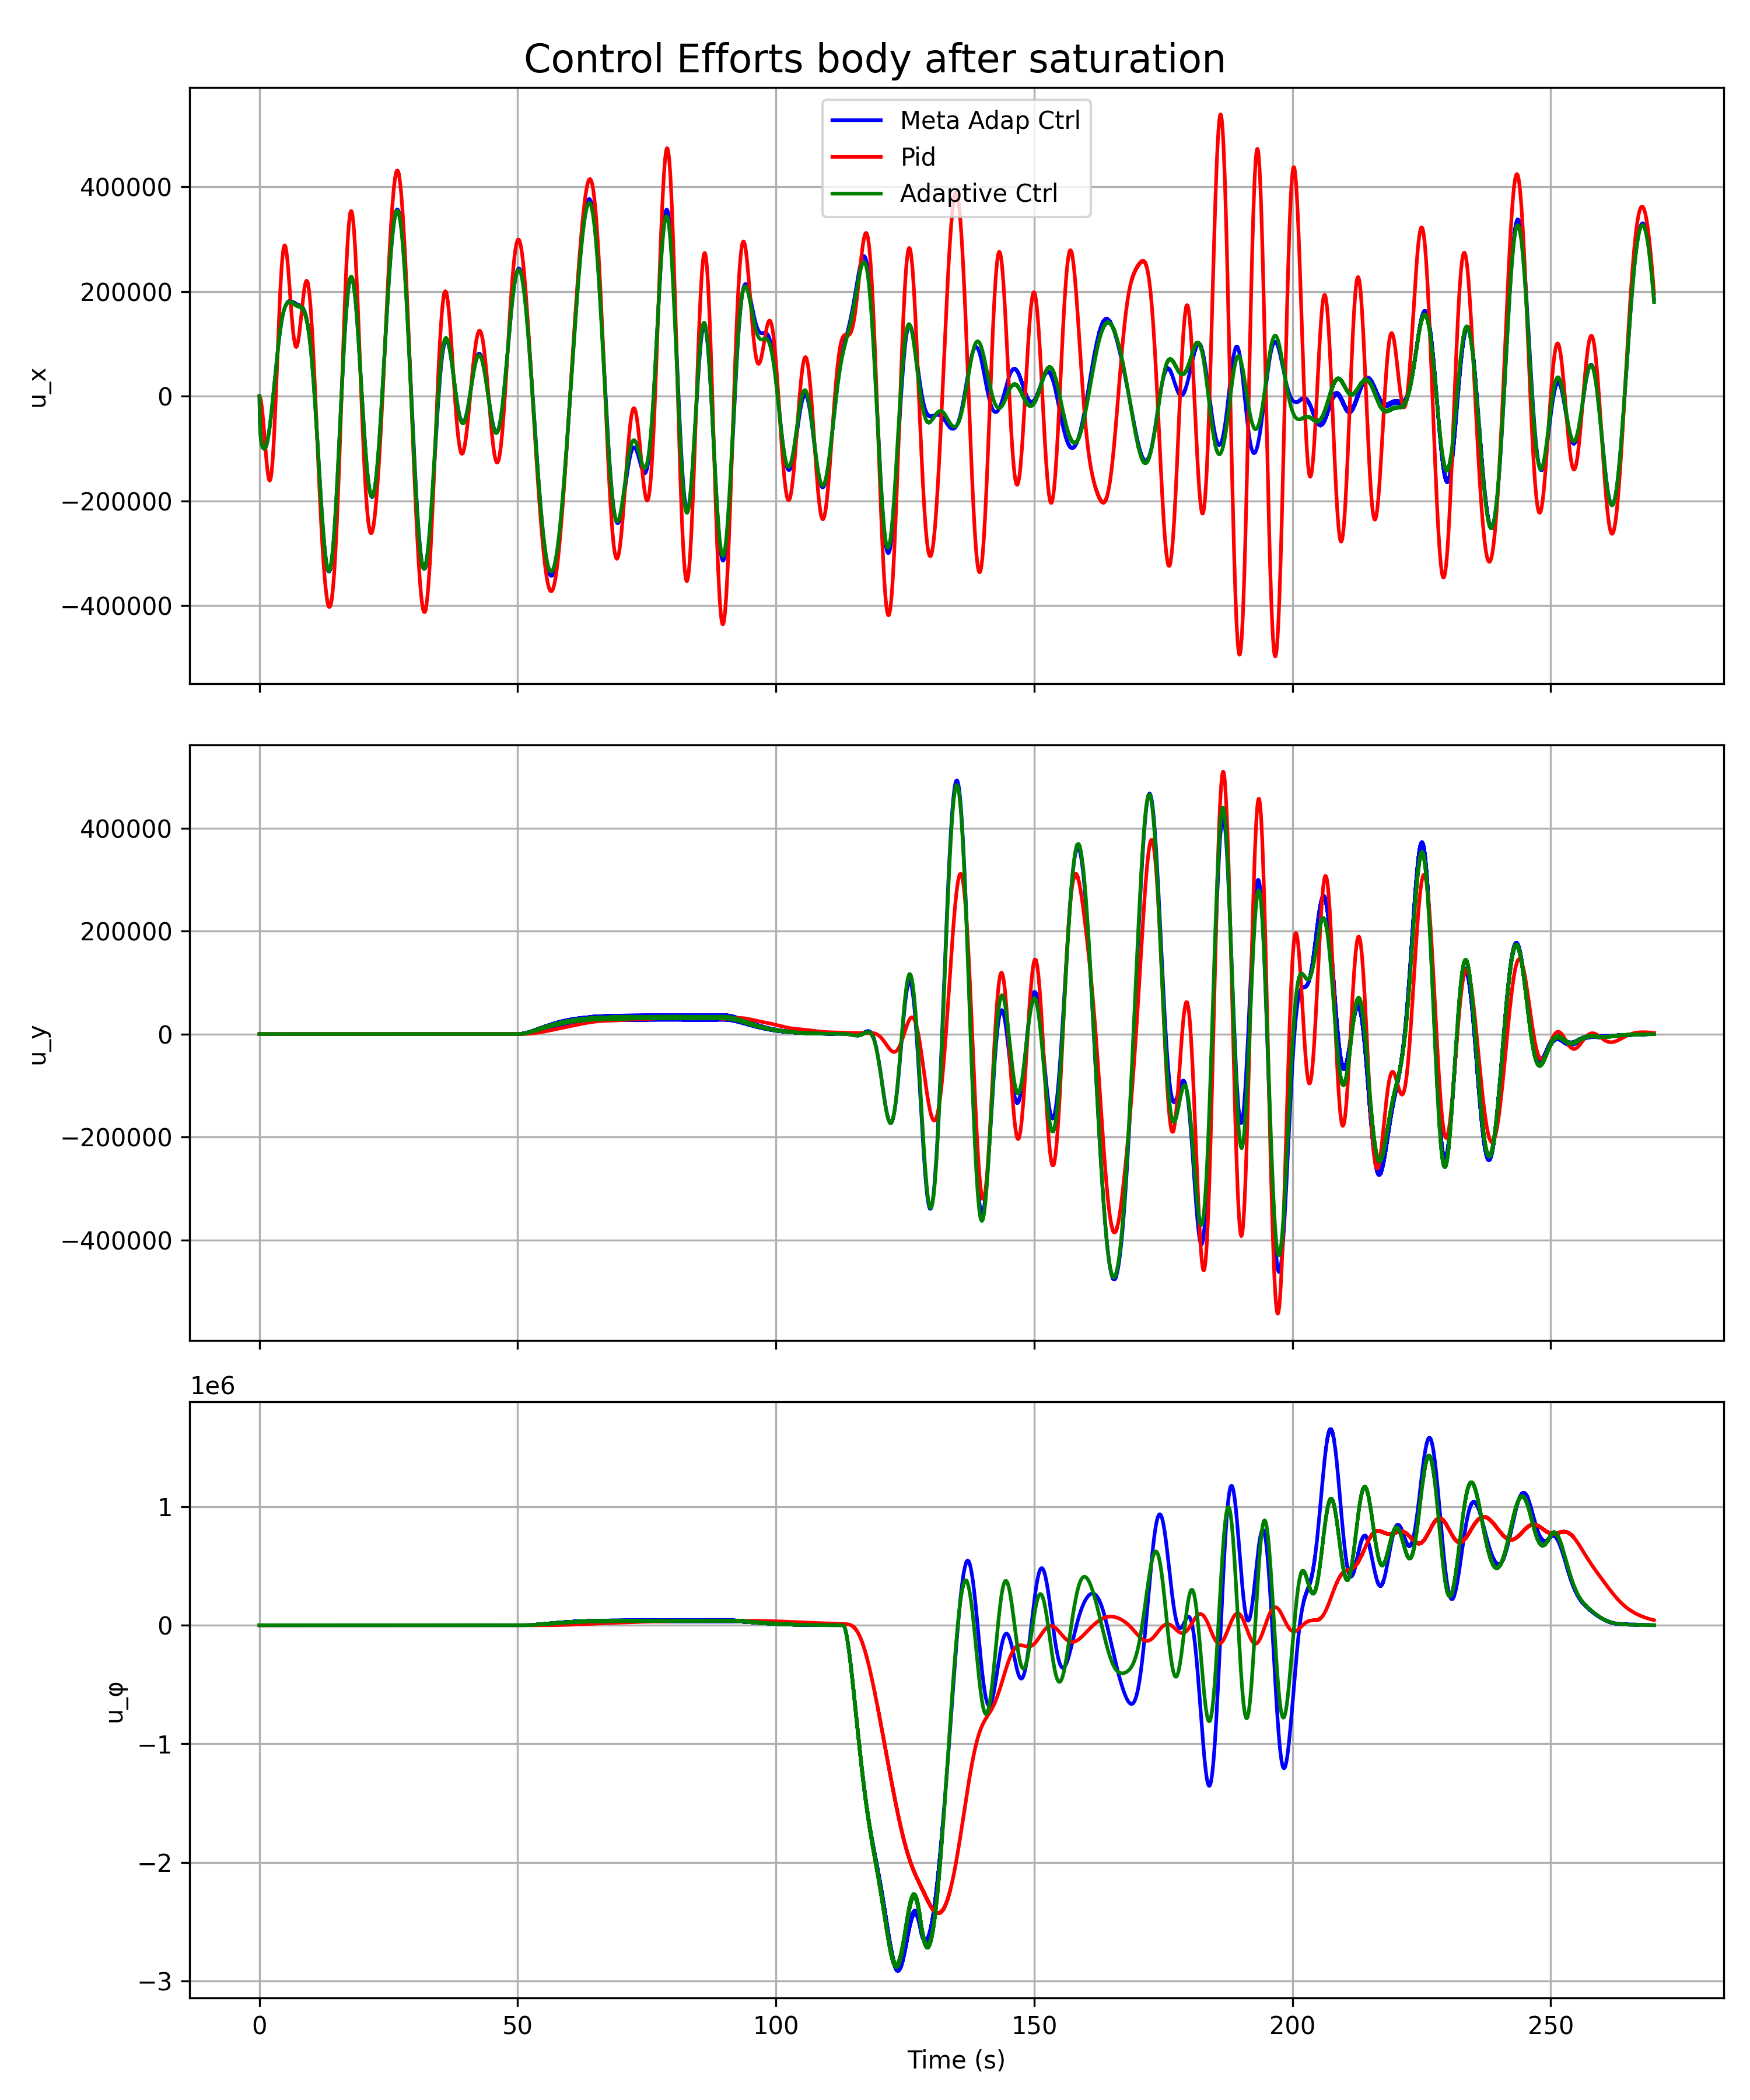 Control Efforts body after saturation
Meta Adap Ctrl
Pid
Adaptive Ctrl
400000
200000
0
−200000
−400000
u_x
400000
200000
0
−200000
−400000
u_y
1e6
1
0
−1
−2
−3
u_φ
0 50 100 150 200 250
Time (s)